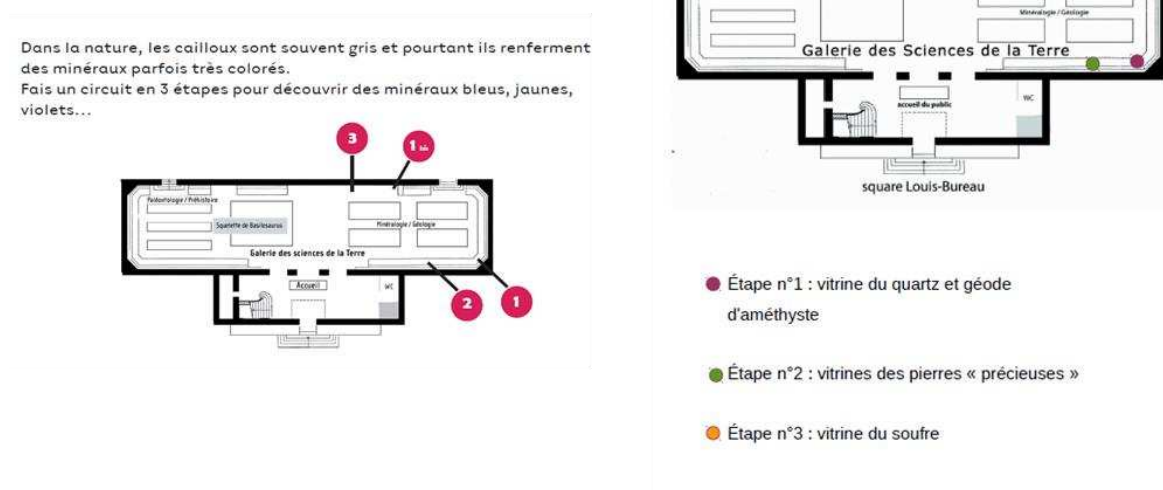 Dans la nature, les cailloux sont souvent gris et pourtant ils renferment
des minéraux parfois très colorés.
Fais un circuit en 3 étapes pour découvrir des minéraux bleus, jaunes,
violets...
3
1 bis
Paléontologie / Préhistoire
Squelette de Basilosaurus
Minéralogie / Géologie
Galerie des sciences de la Terre
Accueil
WC
2
1
Minéralogie / Géologie
Galerie des Sciences de la Terre
accueil du public
WC
square Louis-Bureau
Étape n°1 : vitrine du quartz et géode
d'améthyste
Étape n°2 : vitrines des pierres « précieuses »
Étape n°3 : vitrine du soufre